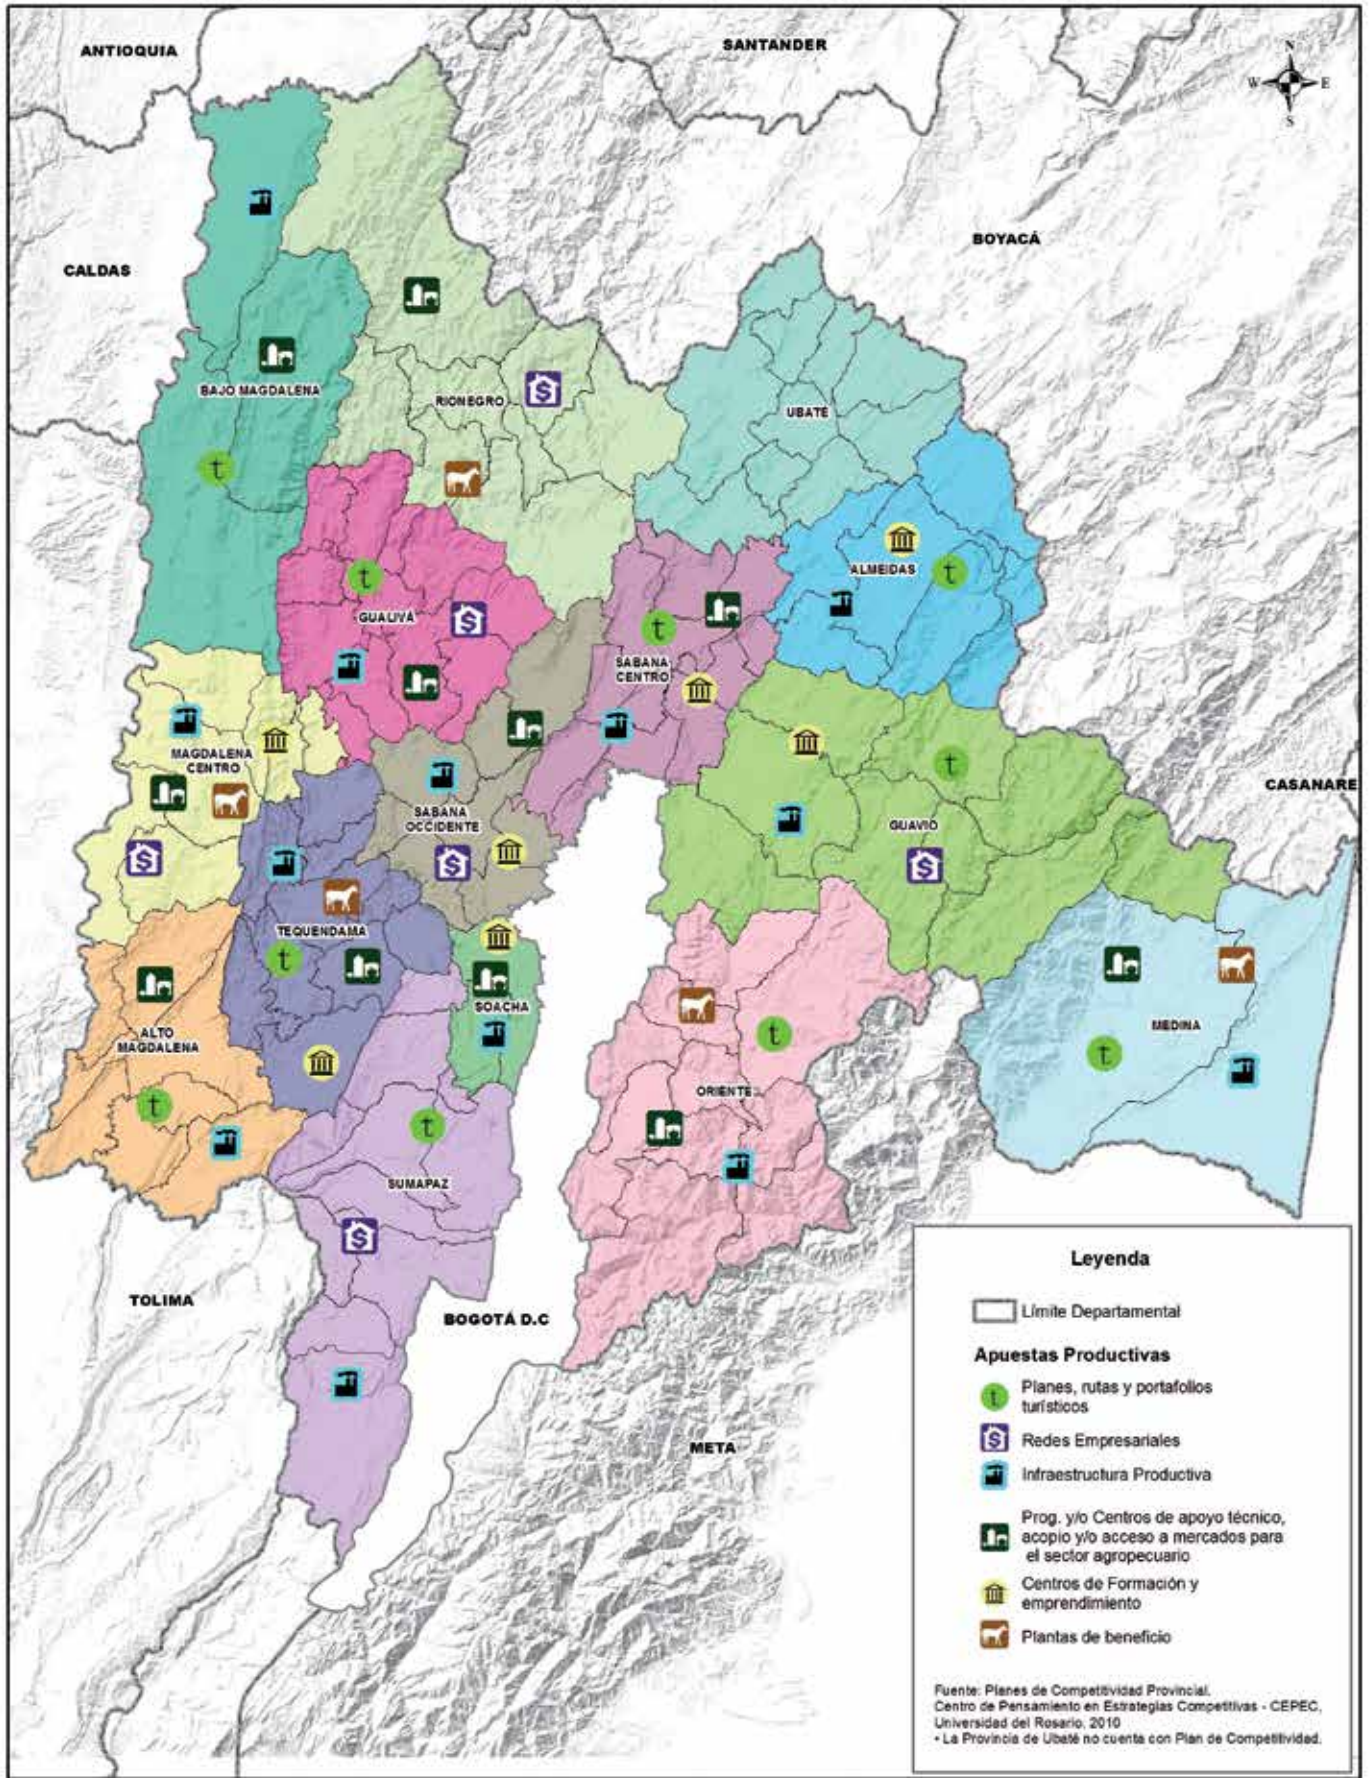 ANTIOQUIA
SANTANDER
N
W E
S
BOYACÁ
CALDAS
BAJO MAGDALENA
RIONEGRO
$
UBATÉ
t
ALMEIDAS
t
t
GUALIVÁ
$
t
SABANA
CENTRO
MAGDALENA
CENTRO
t
CASANARE
SABANA
OCCIDENTE
GUAVIO
$
$
$
TEQUENDAMA
t
SOACHA
MEDINA
ALTO
MAGDALENA
t
t
ORIENTE
t
t
SUMAPAZ
$
TOLIMA
BOGOTÁ D.C
META
Leyenda
Límite Departamental
Apuestas Productivas
t
Planes, rutas y portafolios
turísticos
$
Redes Empresariales
Infraestructura Productiva
Prog. y/o Centros de apoyo técnico,
acopio y/o acceso a mercados para
el sector agropecuario
Centros de Formación y
emprendimiento
Plantas de beneficio
Fuente: Planes de Competitividad Provincial.
Centro de Pensamiento en Estrategias Competitivas - CEPEC.
Universidad del Rosario, 2010
• La Provincia de Ubaté no cuenta con Plan de Competitividad.